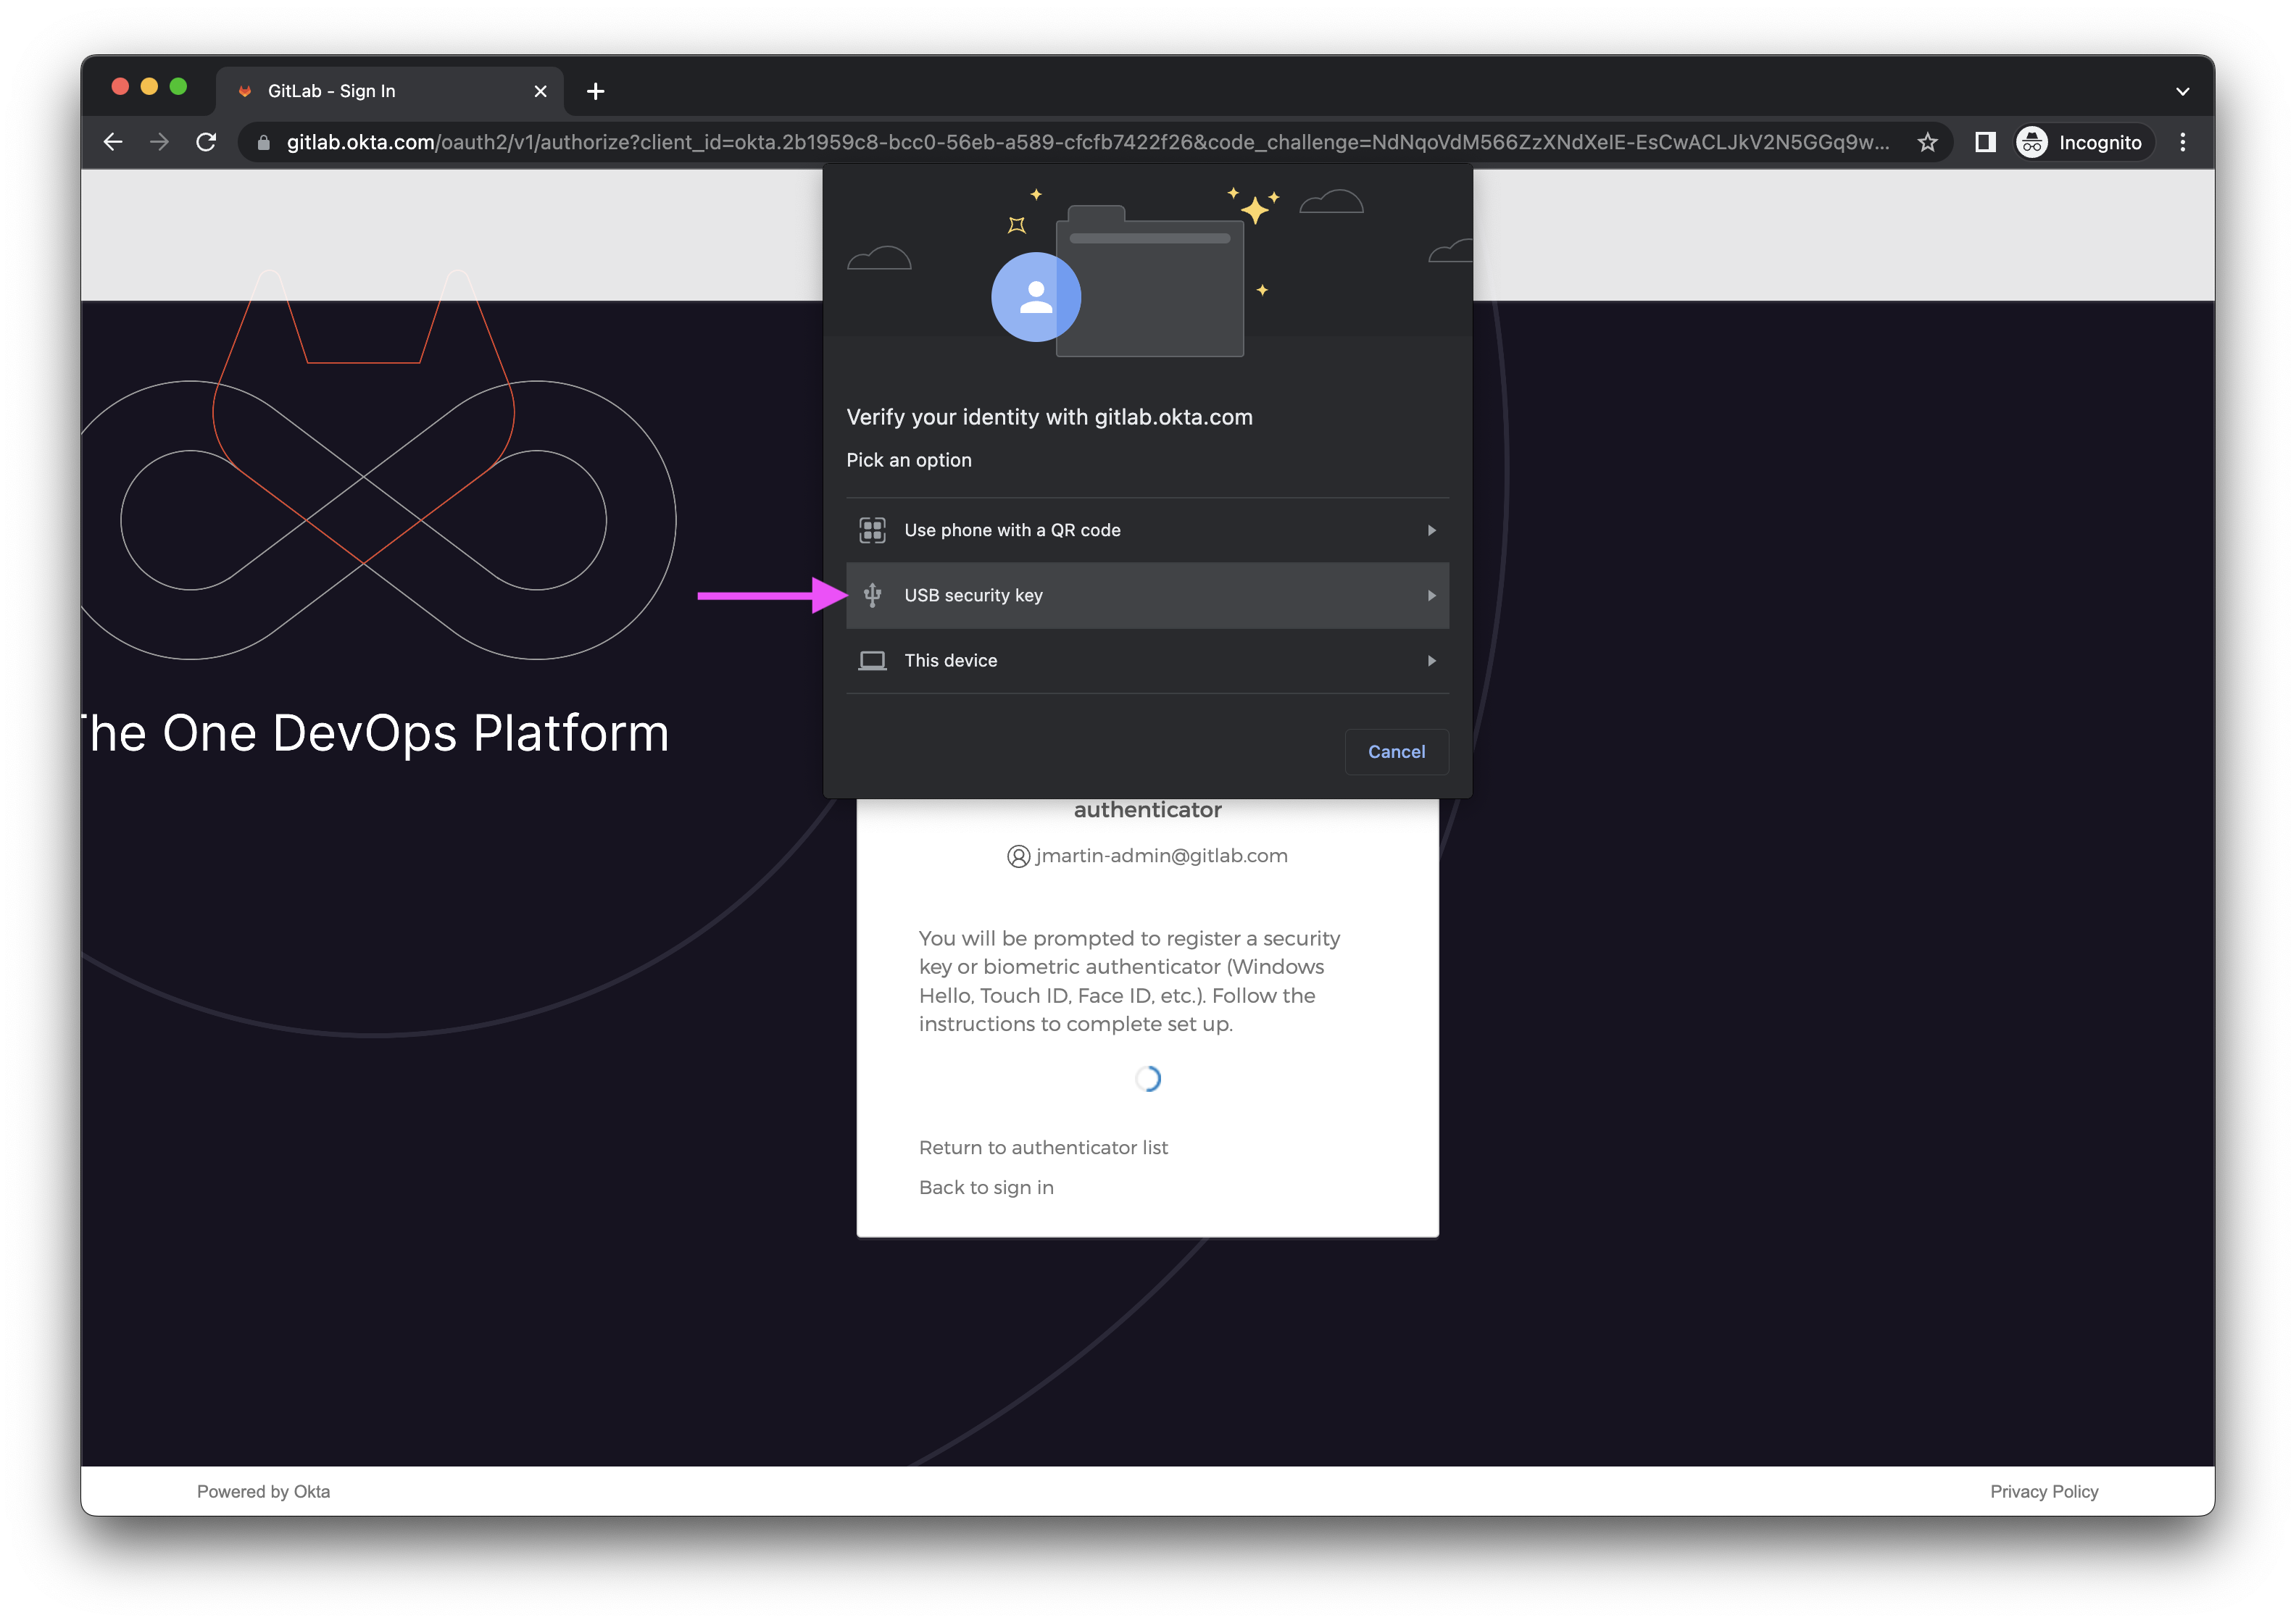 GitLab - Sign In
gitlab.okta.com/oauth2/v1/authorize?client_id=okta.2b1959c8-bcc0-56eb-a589-cfcfb7422f26&code_challenge=NdNqoVdM566ZzXNdXeIE-EsCwACLJkV2N5GGq9w...
Incognito
Verify your identity with gitlab.okta.com
Pick an option
Use phone with a QR code
USB security key
This device
Cancel
The One DevOps Platform
authenticator
jmartin-admin@gitlab.com
You will be prompted to register a security
key or biometric authenticator (Windows
Hello, Touch ID, Face ID, etc.). Follow the
instructions to complete set up.
Return to authenticator list
Back to sign in
Powered by Okta
Privacy Policy